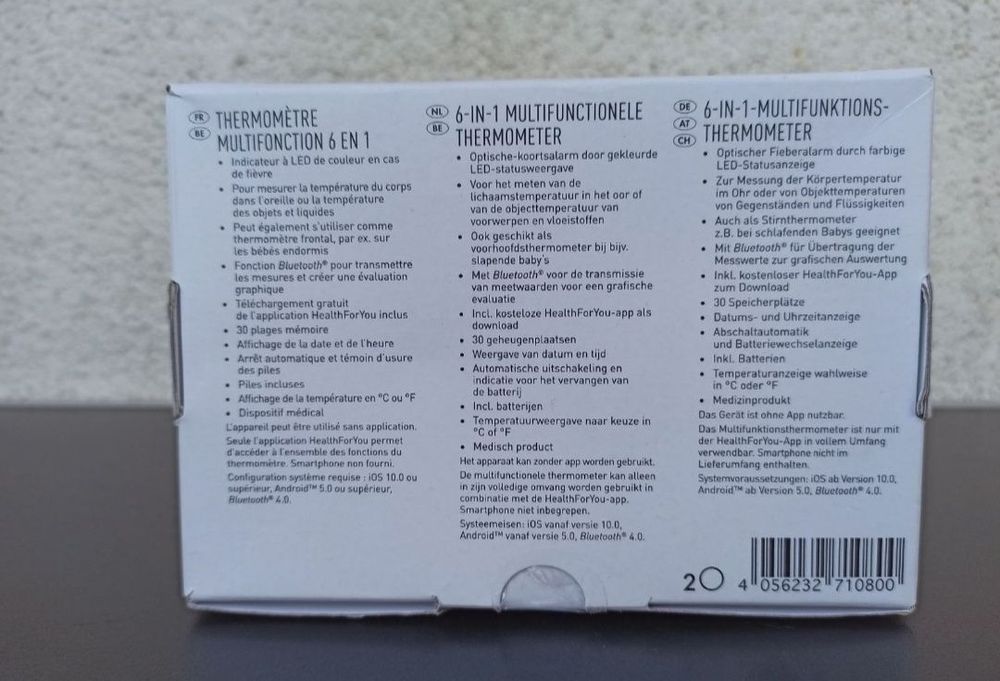 FR
BE
THERMOMÈTRE
MULTIFONCTION 6 EN 1
• Indicateur à LED de couleur en cas
de fièvre
• Pour mesurer la température du corps
dans l'oreille ou la température
des objets et liquides
• Peut également s'utiliser comme
thermomètre frontal, par ex. sur
les bébés endormis
• Fonction Bluetooth® pour transmettre
les mesures et créer une évaluation
graphique
• Téléchargement gratuit
de l'application HealthForYou inclus
• 30 plages mémoire
• Affichage de la date et de l'heure
• Arrêt automatique et témoin d'usure
des piles
• Piles incluses
• Affichage de la température en °C ou °F
• Dispositif médical
L'appareil peut être utilisé sans application.
Seule l'application HealthForYou permet
d'accéder à l'ensemble des fonctions du
thermomètre. Smartphone non fourni.
Configuration système requise : iOS 10.0 ou
supérieur, Android™ 5.0 ou supérieur,
Bluetooth® 4.0.
NL
BE
6-IN-1 MULTIFUNCTIONELE
THERMOMETER
• Optische-koortsalarm door gekleurde
LED-statusweergave
• Voor het meten van de
lichaamstemperatuur in het oor of
van de objecttemperatuur van
voorwerpen en vloeistoffen
• Ook geschikt als
voorhoofdsthermometer bij bijv.
slapende baby's
• Met Bluetooth® voor de transmissie
van meetwaarden voor een grafische
evaluatie
• Incl. kosteloze HealthForYou-app als
download
• 30 geheugenplaatsen
• Weergave van datum en tijd
• Automatische uitschakeling en
indicatie voor het vervangen van
de batterij
• Incl. batterijen
• Temperatuurweergave naar keuze in
°C of °F
• Medisch product
Het apparaat kan zonder app worden gebruikt.
De multifunctionele thermometer kan alleen
in zijn volledige omvang worden gebruikt in
combinatie met de HealthForYou-app.
Smartphone niet inbegrepen.
Systeemeisen: iOS vanaf versie 10.0,
Android™ vanaf versie 5.0, Bluetooth® 4.0.
DE
AT
CH
6-IN-1-MULTIFUNKTIONS-
THERMOMETER
• Optischer Fieberalarm durch farbige
LED-Statusanzeige
• Zur Messung der Körpertemperatur
im Ohr oder von Objekttemperaturen
von Gegenständen und Flüssigkeiten
• Auch als Stirnthermometer
z.B. bei schlafenden Babys geeignet
• Mit Bluetooth® für Übertragung der
Messwerte zur grafischen Auswertung
• Inkl. kostenloser HealthForYou-App
zum Download
• 30 Speicherplätze
• Datums- und Uhrzeitanzeige
• Abschaltautomatik
und Batteriewechselanzeige
• Inkl. Batterien
• Temperaturanzeige wahlweise
in °C oder °F
• Medizinprodukt
Das Gerät ist ohne App nutzbar.
Das Multifunktionsthermometer ist nur mit
der HealthForYou-App in vollem Umfang
verwendbar. Smartphone nicht im
Lieferumfang enthalten.
Systemvoraussetzungen: iOS ab Version 10.0,
Android™ ab Version 5.0, Bluetooth® 4.0.
2
4 056232 710800